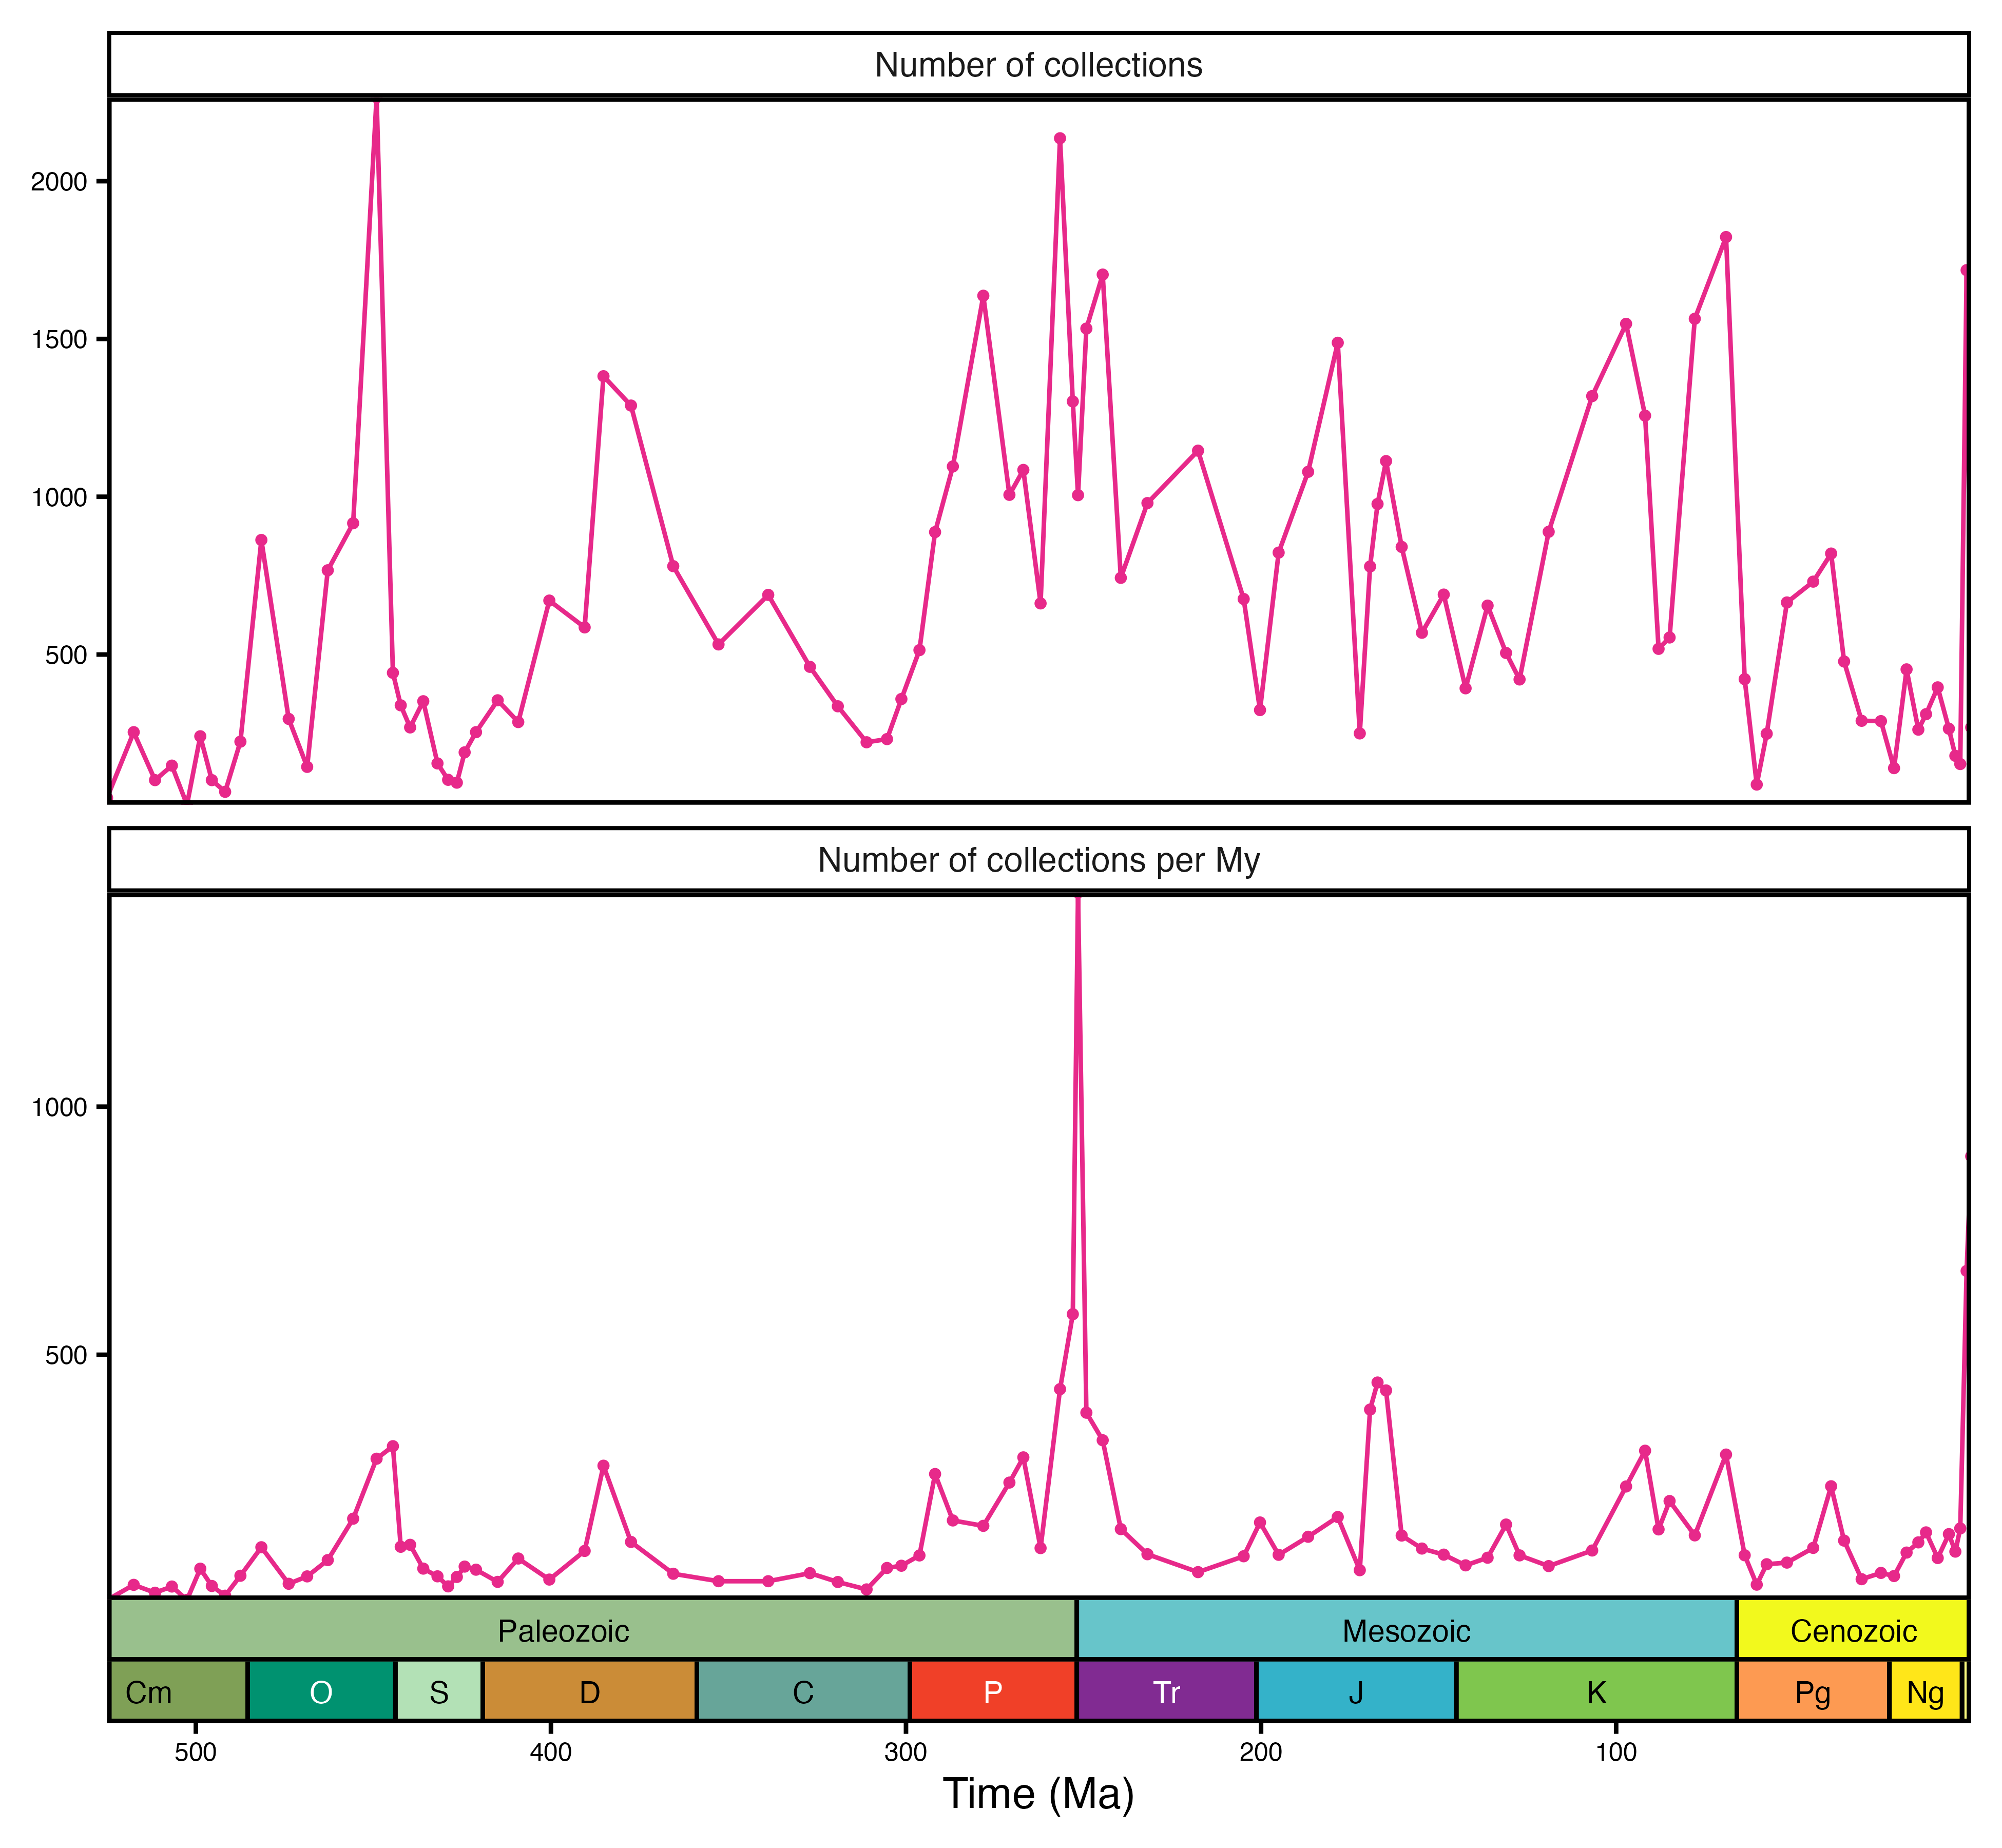 Number of collections
2000
1500
1000
500
Number of collections per My
1000
500
Paleozoic Mesozoic Cenozoic
Cm O S D C P Tr J K Pg Ng
500 400 300 200 100
Time (Ma)